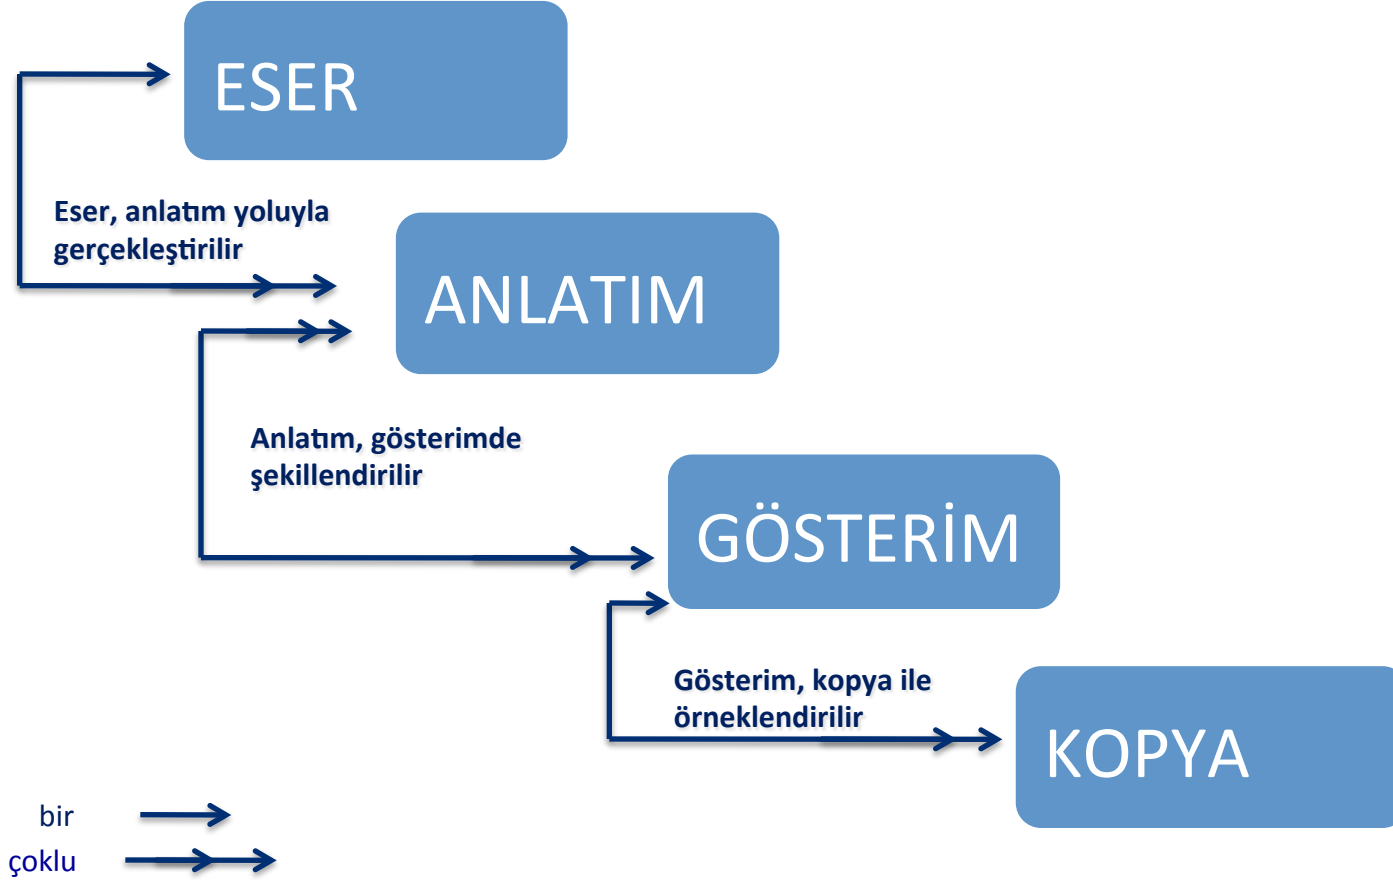 ESER
Eser, anlatım yoluyla
gerçekleştirilir
ANLATIM
Anlatım, gösterimde
şekillendirilir
GÖSTERİM
Gösterim, kopya ile
örneklendirilir
KOPYA
bir
çoklu